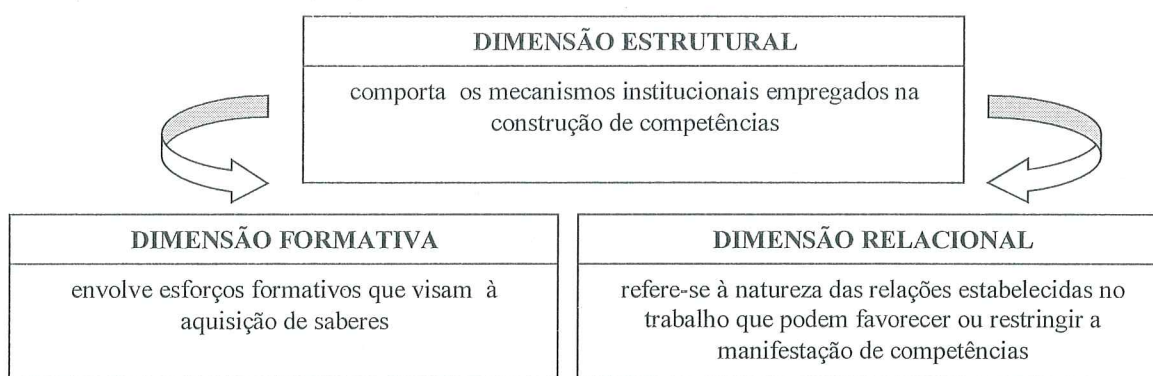 DIMENSÃO ESTRUTURAL
comporta os mecanismos institucionais empregados na
construção de competências
DIMENSÃO FORMATIVA
envolve esforços formativos que visam à
aquisição de saberes
DIMENSÃO RELACIONAL
refere-se à natureza das relações estabelecidas no
trabalho que podem favorecer ou restringir a
manifestação de competências